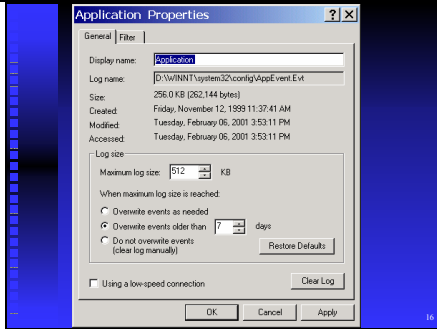 Application Properties
General Filter
Display name: Application
Log name: D:\WINNT\system32\config\AppEvent.Evt
Size: 256.0 KB (262,144 bytes)
Created: Friday, November 12, 1999 11:37:41 AM
Modified: Tuesday, February 06, 2001 3:53:11 PM
Accessed: Tuesday, February 06, 2001 3:53:11 PM
Log size
Maximum log size: 512 KB
When maximum log size is reached:
Overwrite events as needed
Overwrite events older than 7 days
Do not overwrite events
(clear log manually)
Restore Defaults
Using a low-speed connection
Clear Log
OK Cancel Apply
16